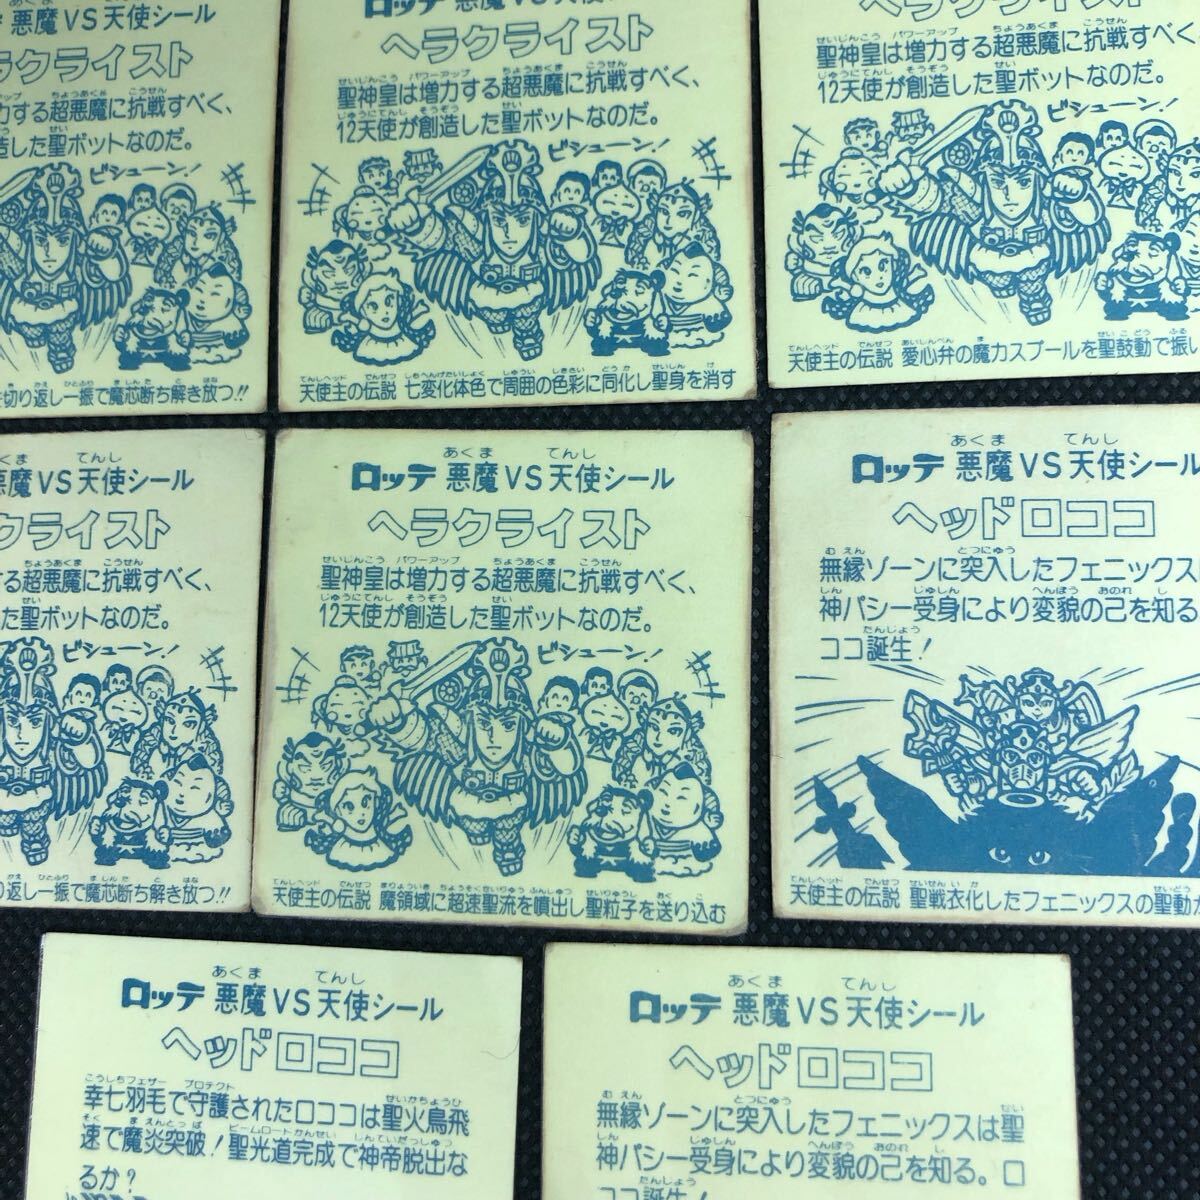 悪魔VS天使シール
ラクライスト
力する超悪魔に抗戦すべく、
した聖ボットなのだ。
ビシューン!
切り返し一振で魔芯断ち解き放つ!!
ロッテ 悪魔VS天使シール
ヘラクライスト
聖神皇は増力する超悪魔に抗戦すべく、
12天使が創造した聖ボットなのだ。
ビシューン!
天使主の伝説 七変化体色で周囲の色彩に同化し聖身を消す
ヘラクライスト
聖神皇は増力する超悪魔に抗戦すべく
12天使が創造した聖ボットなのだ。
ビシューン!
天使主の伝説 愛心弁の魔力スプールを聖鼓動で振い
悪魔VS天使シール
クライスト
する超悪魔に抗戦すべく、
た聖ボットなのだ。
ビシューン!
り返し一振で魔芯断ち解き放つ!!
ロッテ 悪魔VS天使シール
ヘラクライスト
聖神皇は増力する超悪魔に抗戦すべく、
12天使が創造した聖ボットなのだ。
ビシューン!
天使主の伝説 魔領域に超速聖流を噴出し聖粒子を送り込む
ロッテ 悪魔VS天使シール
ヘッドロココ
無縁ゾーンに突入したフェニックス
神パシー受身により変貌の己を知る
ココ誕生!
天使主の伝説 聖戦衣化したフェニックスの聖動
ロッテ 悪魔VS天使シール
ヘッドロココ
幸七羽毛で守護されたロココは聖火鳥飛
速で魔炎突破!聖光道完成で神帝脱出な
るか?
ロッテ 悪魔VS天使シール
ヘッドロココ
無縁ゾーンに突入したフェニックスは聖
神パシー受身により変貌の己を知る。ロ
ココ誕生!